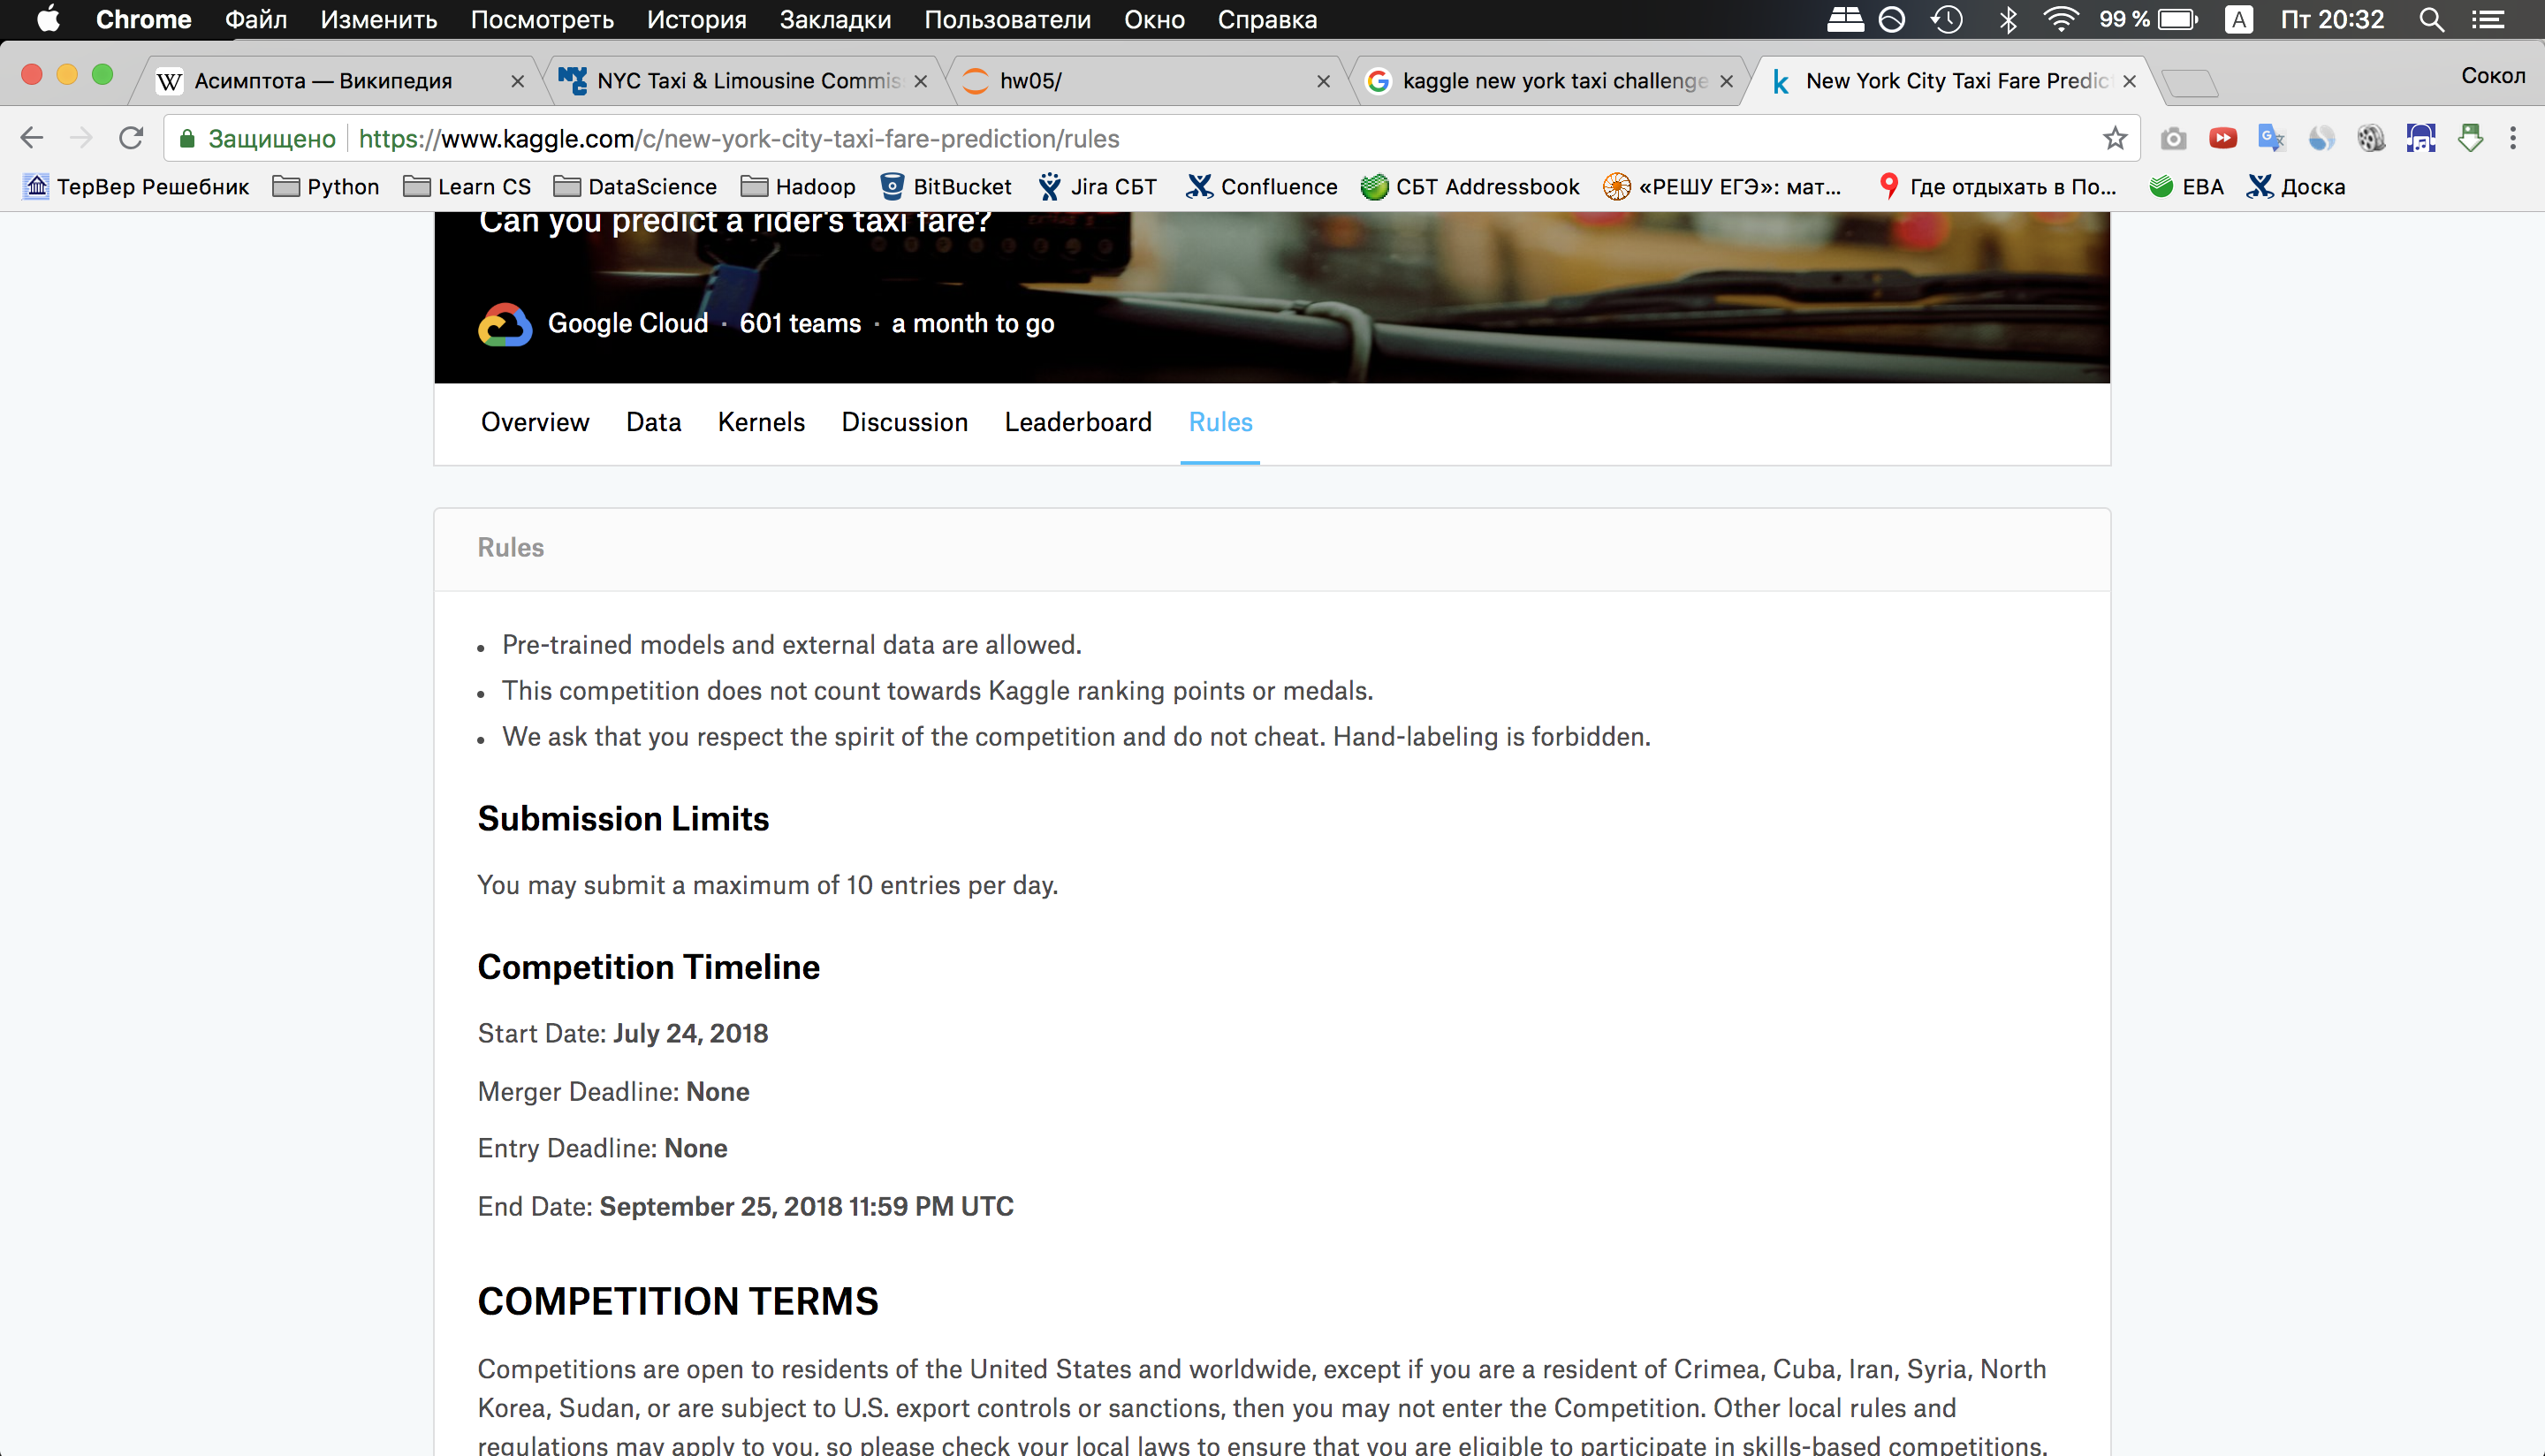 Chrome Файл Изменить Посмотреть История Закладки Пользователи Окно Справка 99 % A Пт 20:32
W Асимптота — Википедия NYC NYC Taxi & Limousine Commis hw05/ G kaggle new york taxi challenge k New York City Taxi Fare Predic Сокол
Защищено https://www.kaggle.com/c/new-york-city-taxi-fare-prediction/rules
ТерВер Решебник Python Learn CS DataScience Hadoop BitBucket Jira СБТ Confluence СБТ Addressbook «РЕШУ ЕГЭ»: мат... Где отдыхать в По... ЕВА Доска
Can you predict a rider's taxi fare?
Google Cloud · 601 teams · a month to go
Overview Data Kernels Discussion Leaderboard Rules
Rules
• Pre-trained models and external data are allowed.
• This competition does not count towards Kaggle ranking points or medals.
• We ask that you respect the spirit of the competition and do not cheat. Hand-labeling is forbidden.
Submission Limits
You may submit a maximum of 10 entries per day.
Competition Timeline
Start Date: July 24, 2018
Merger Deadline: None
Entry Deadline: None
End Date: September 25, 2018 11:59 PM UTC
COMPETITION TERMS
Competitions are open to residents of the United States and worldwide, except if you are a resident of Crimea, Cuba, Iran, Syria, North
Korea, Sudan, or are subject to U.S. export controls or sanctions, then you may not enter the Competition. Other local rules and
regulations may apply to you, so please check your local laws to ensure that you are eligible to participate in skills-based competitions.